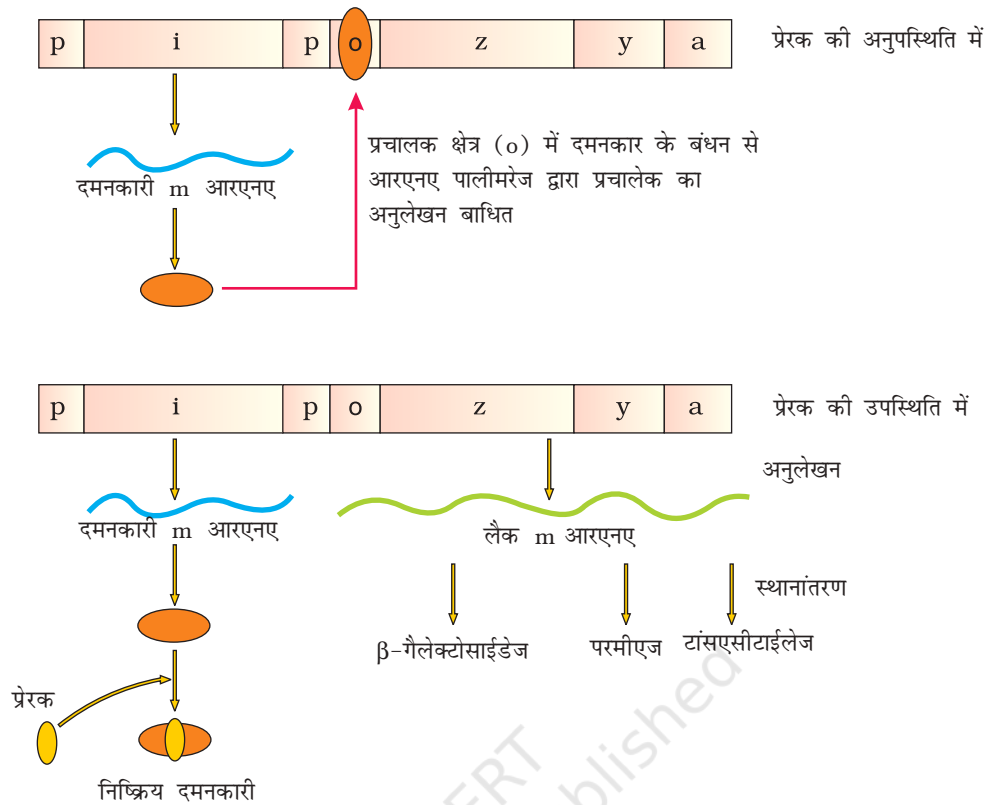 p i p o z y a
प्रेरक की अनुपस्थिति में
प्रचालक क्षेत्र (o) में दमनकार के बंधन से
आरएनए पालीमरेज द्वारा प्रचालेक का
अनुलेखन बाधित
दमनकारी m आरएनए
p i p o z y a
प्रेरक की उपस्थिति में
अनुलेखन
दमनकारी m आरएनए
लैक m आरएनए
स्थानांतरण
β-गैलेक्टोसाईडेज
परमीएज
टांसएसीटाईलेज
प्रेरक
निष्क्रिय दमनकारी